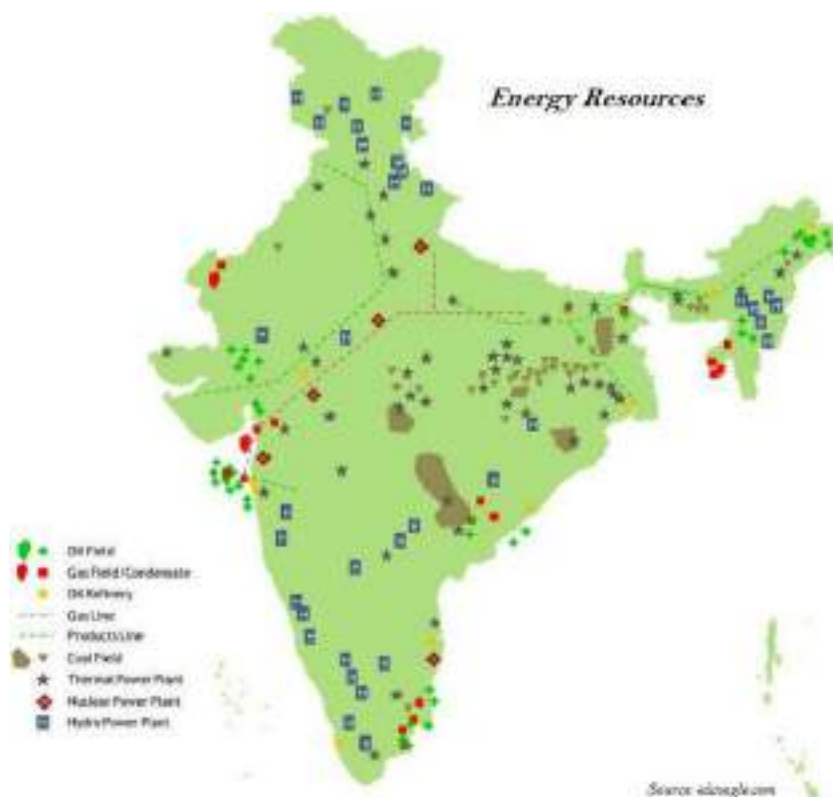 Energy Resources
Oil Field
Gas Field/Condensate
Oil Refinery
Gas Line
Products Line
Coal Field
Thermal Power Plant
Nuclear Power Plant
Hydro Power Plant
Source: